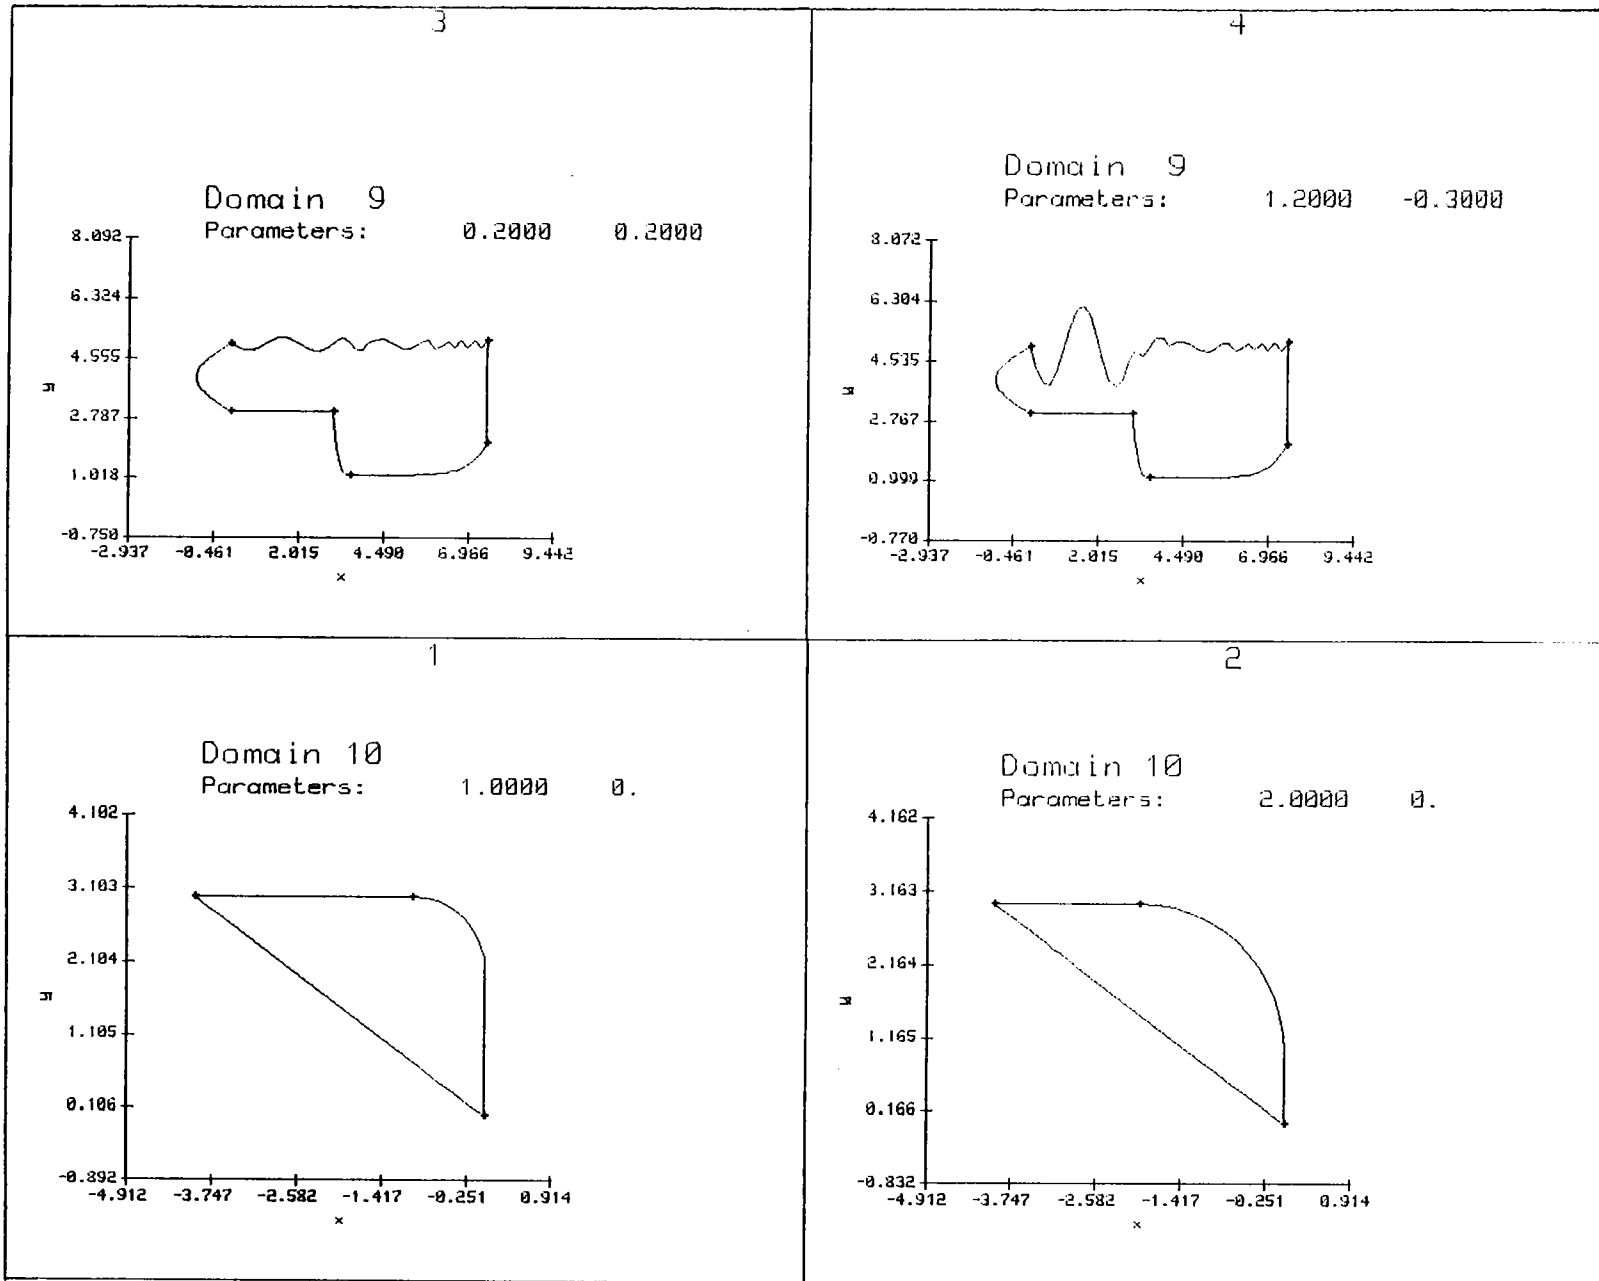 3
Domain 9
Parameters: 0.2000 0.2000
8.092
6.324
4.555
2.787
1.018
-0.750
y
-2.937 -0.461 2.015 4.490 6.966 9.442
x
4
Domain 9
Parameters: 1.2000 -0.3000
8.072
6.304
4.535
2.767
0.999
-0.770
y
-2.937 -0.461 2.015 4.490 6.966 9.442
x
1
Domain 10
Parameters: 1.0000 0.
4.102
3.103
2.104
1.105
0.106
-0.892
y
-4.912 -3.747 -2.582 -1.417 -0.251 0.914
x
2
Domain 10
Parameters: 2.0000 0.
4.162
3.163
2.164
1.165
0.166
-0.832
y
-4.912 -3.747 -2.582 -1.417 -0.251 0.914
x